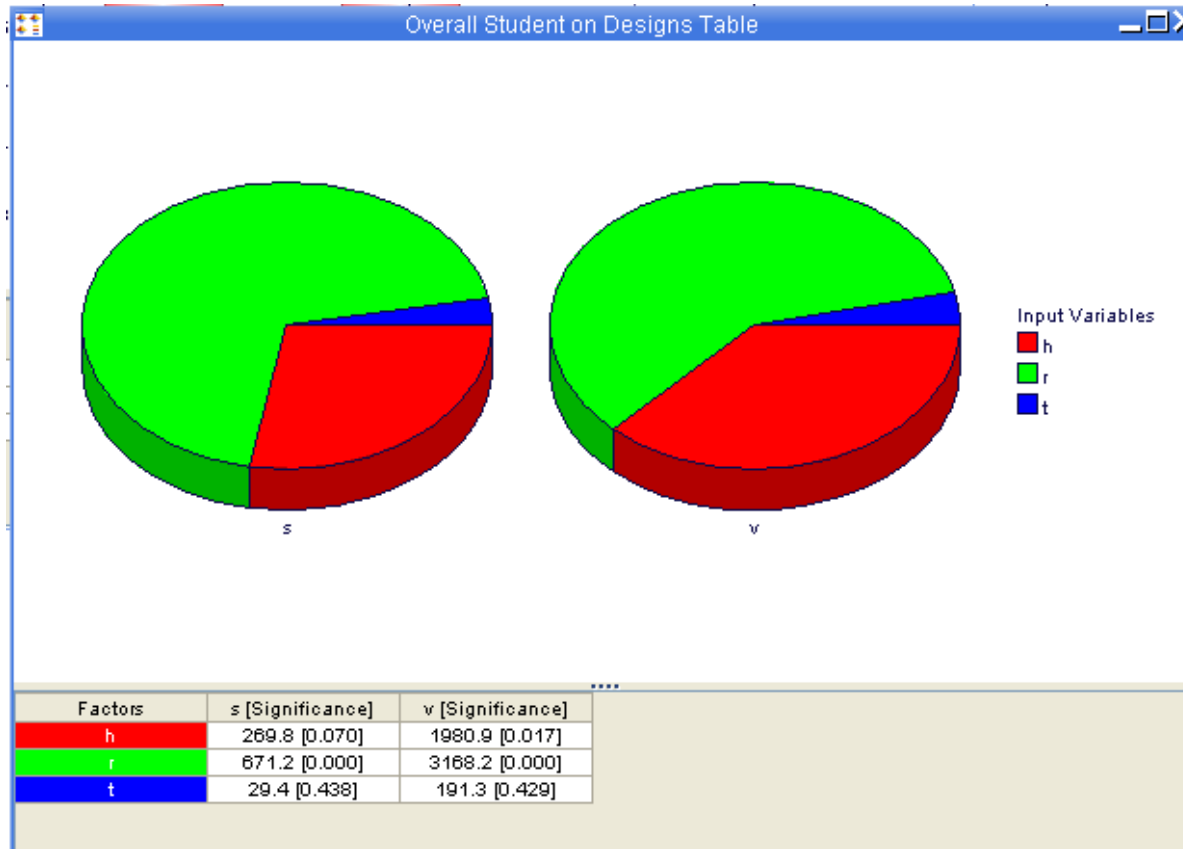 Overall Student on Designs Table
Input Variables
h
r
t
s
v
Factors s [Significance] v [Significance]
h 269.8 [0.070] 1980.9 [0.017]
r 671.2 [0.000] 3168.2 [0.000]
t 29.4 [0.438] 191.3 [0.429]